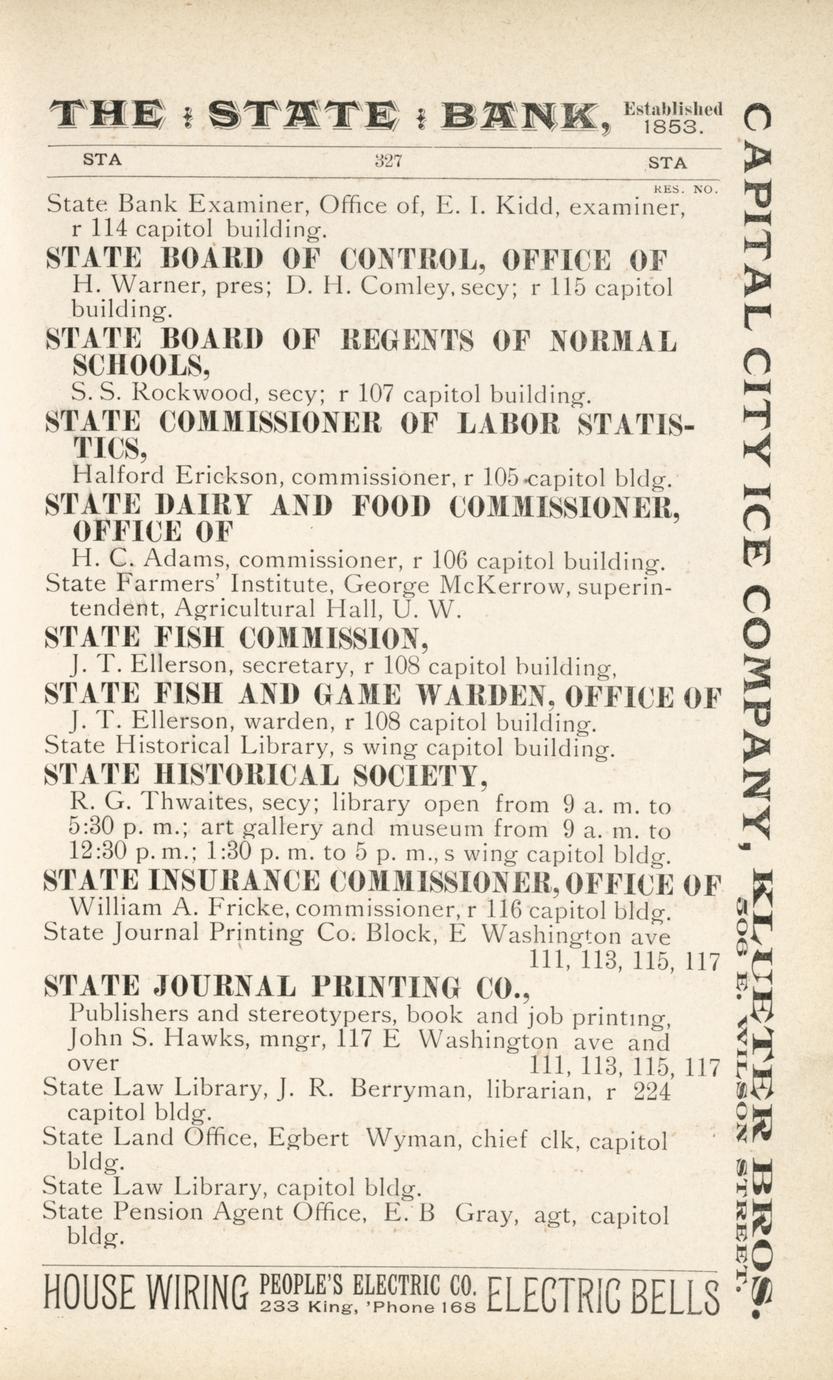 THE STATE BANK, Established 1853.
STA 327 STA
RES. NO.
State Bank Examiner, Office of, E. I. Kidd, examiner,
r 114 capitol building.
STATE BOARD OF CONTROL, OFFICE OF
H. Warner, pres; D. H. Comley, secy; r 115 capitol
building.
STATE BOARD OF REGENTS OF NORMAL
SCHOOLS,
S. S. Rockwood, secy; r 107 capitol building.
STATE COMMISSIONER OF LABOR STATIS-
TICS,
Halford Erickson, commissioner, r 105 capitol bldg.
STATE DAIRY AND FOOD COMMISSIONER,
OFFICE OF
H. C. Adams, commissioner, r 106 capitol building.
State Farmers' Institute, George McKerrow, superin-
tendent, Agricultural Hall, U. W.
STATE FISH COMMISSION,
J. T. Ellerson, secretary, r 108 capitol building,
STATE FISH AND GAME WARDEN, OFFICE OF
J. T. Ellerson, warden, r 108 capitol building.
State Historical Library, s wing capitol building.
STATE HISTORICAL SOCIETY,
R. G. Thwaites, secy; library open from 9 a. m. to
5:30 p. m.; art gallery and museum from 9 a. m. to
12:30 p. m.; 1:30 p. m. to 5 p. m., s wing capitol bldg.
STATE INSURANCE COMMISSIONER, OFFICE OF
William A. Fricke, commissioner, r 116 capitol bldg.
State Journal Printing Co. Block, E Washington ave
111, 113, 115, 117
STATE JOURNAL PRINTING CO.,
Publishers and stereotypers, book and job printing,
John S. Hawks, mngr, 117 E Washington ave and
over 111, 113, 115, 117
State Law Library, J. R. Berryman, librarian, r 224
capitol bldg.
State Land Office, Egbert Wyman, chief clk, capitol
bldg.
State Law Library, capitol bldg.
State Pension Agent Office, E. B Gray, agt, capitol
bldg.
HOUSE WIRING PEOPLE'S ELECTRIC CO. ELECTRIC BELLS
233 King, 'Phone 168
CAPITAL CITY ICE COMPANY, KLUETER BROS.
506 E. WILSON STREET.